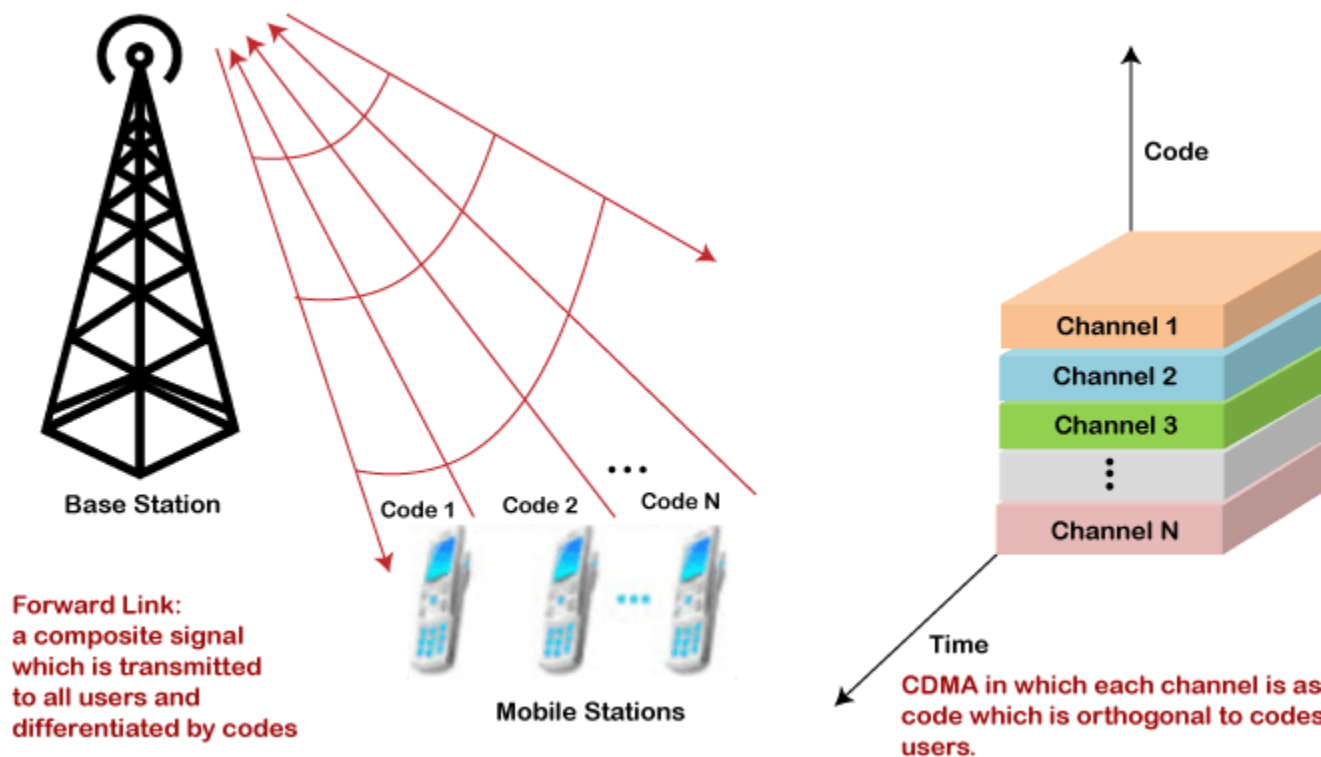 Code
Channel 1
Channel 2
Channel 3
Channel N
Time
Base Station
Code 1
Code 2
Code N
Mobile Stations
Forward Link:
a composite signal
which is transmitted
to all users and
differentiated by codes
CDMA in which each channel is as
code which is orthogonal to codes
users.